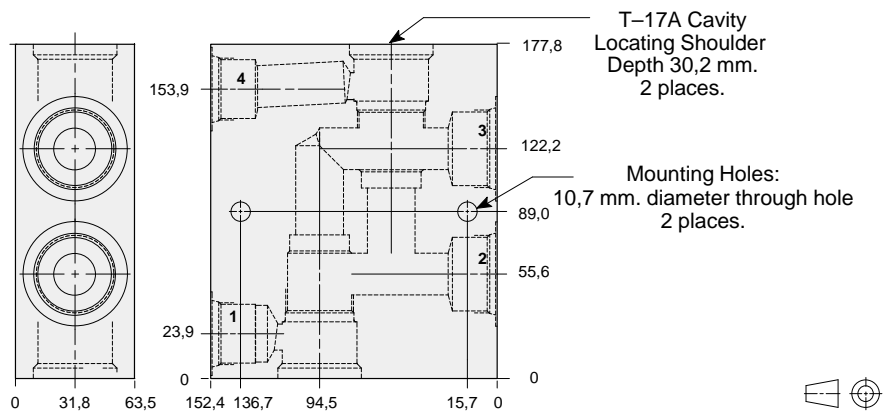 T–17A Cavity
Locating Shoulder
Depth 30,2 mm.
2 places.
177,8
4
153,9
3
122,2
Mounting Holes:
10,7 mm. diameter through hole
2 places.
89,0
2
55,6
1
23,9
0
0
0 31,8 63,5 152,4 136,7 94,5 15,7 0